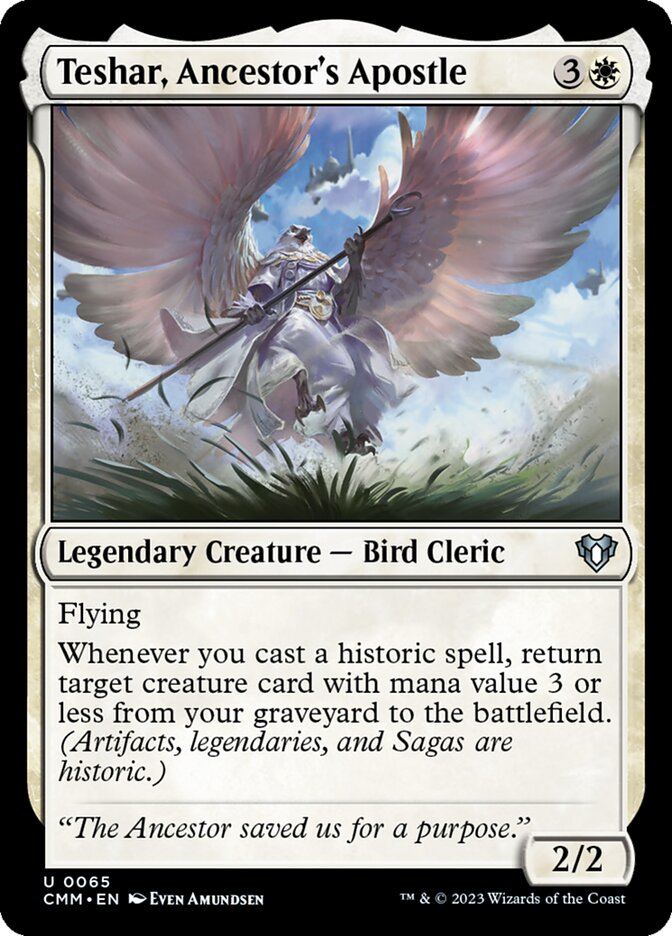 Teshar, Ancestor's Apostle 3
Legendary Creature — Bird Cleric
Flying
Whenever you cast a historic spell, return
target creature card with mana value 3 or
less from your graveyard to the battlefield.
(Artifacts, legendaries, and Sagas are
historic.)
“The Ancestor saved us for a purpose.”
2/2
U 0065
CMM • EN Even Amundsen
™ & © 2023 Wizards of the Coast